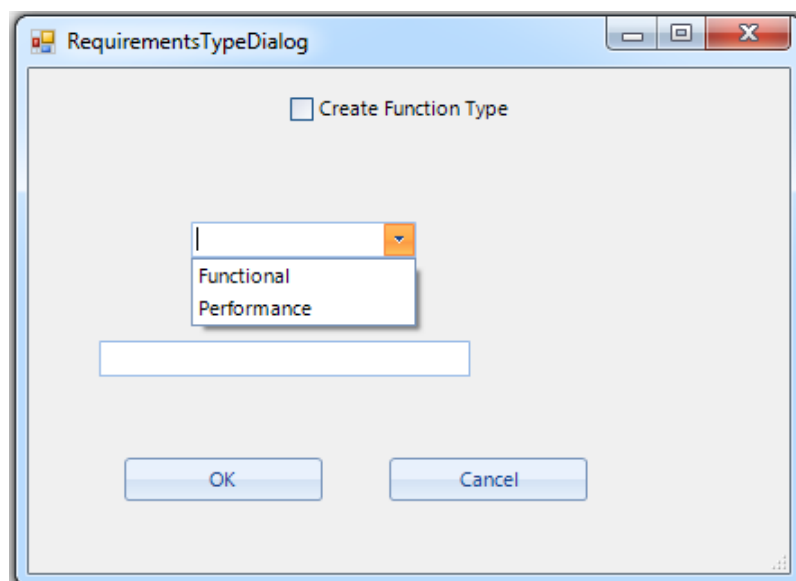 RequirementsTypeDialog
Create Function Type
Functional
Performance
OK
Cancel